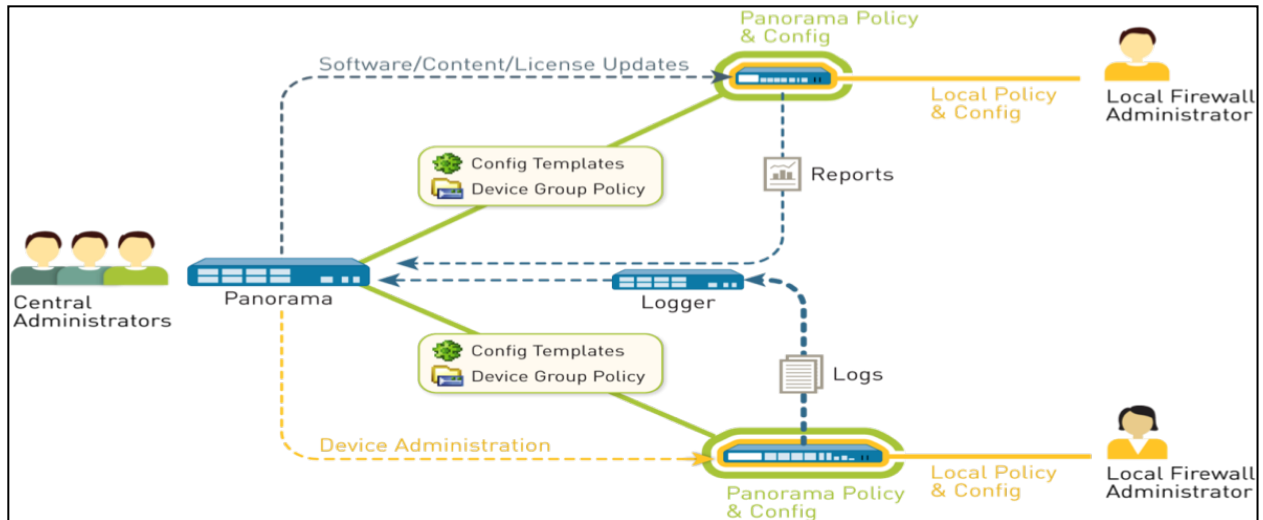 Panorama Policy
& Config
Software/Content/License Updates
Local Policy
& Config
Local Firewall
Administrator
Config Templates
Device Group Policy
Reports
Central
Administrators
Panorama
Logger
Config Templates
Device Group Policy
Logs
Device Administration
Panorama Policy
& Config
Local Policy
& Config
Local Firewall
Administrator